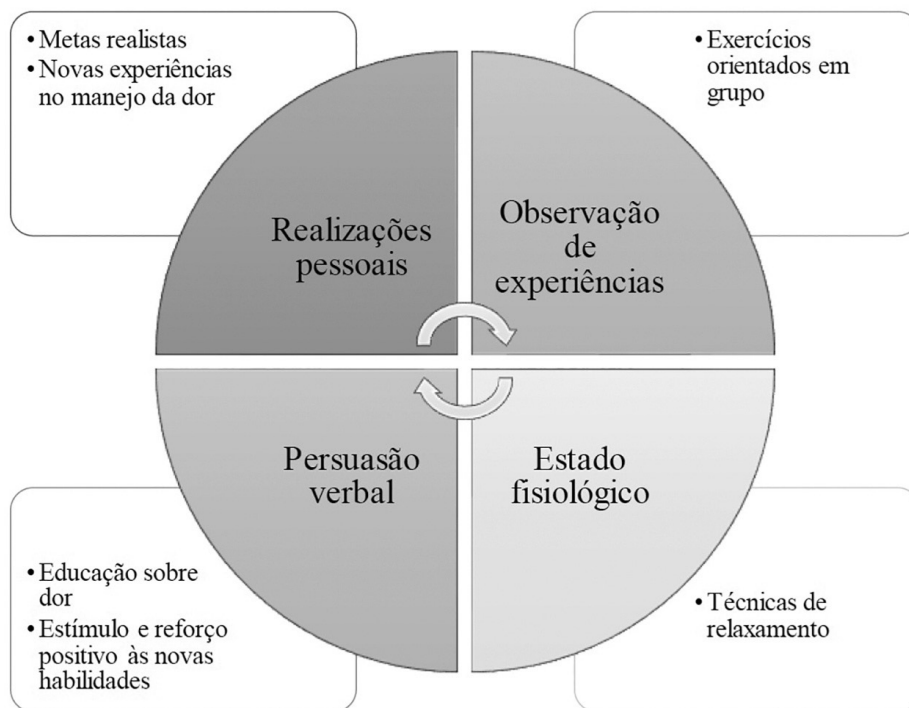 • Metas realistas
• Novas experiências
no manejo da dor
• Exercícios
orientados em
grupo
Realizações
pessoais
Observação
de
experiências
Persuasão
verbal
Estado
fisiológico
• Educação sobre
dor
• Estímulo e reforço
positivo às novas
habilidades
• Técnicas de
relaxamento